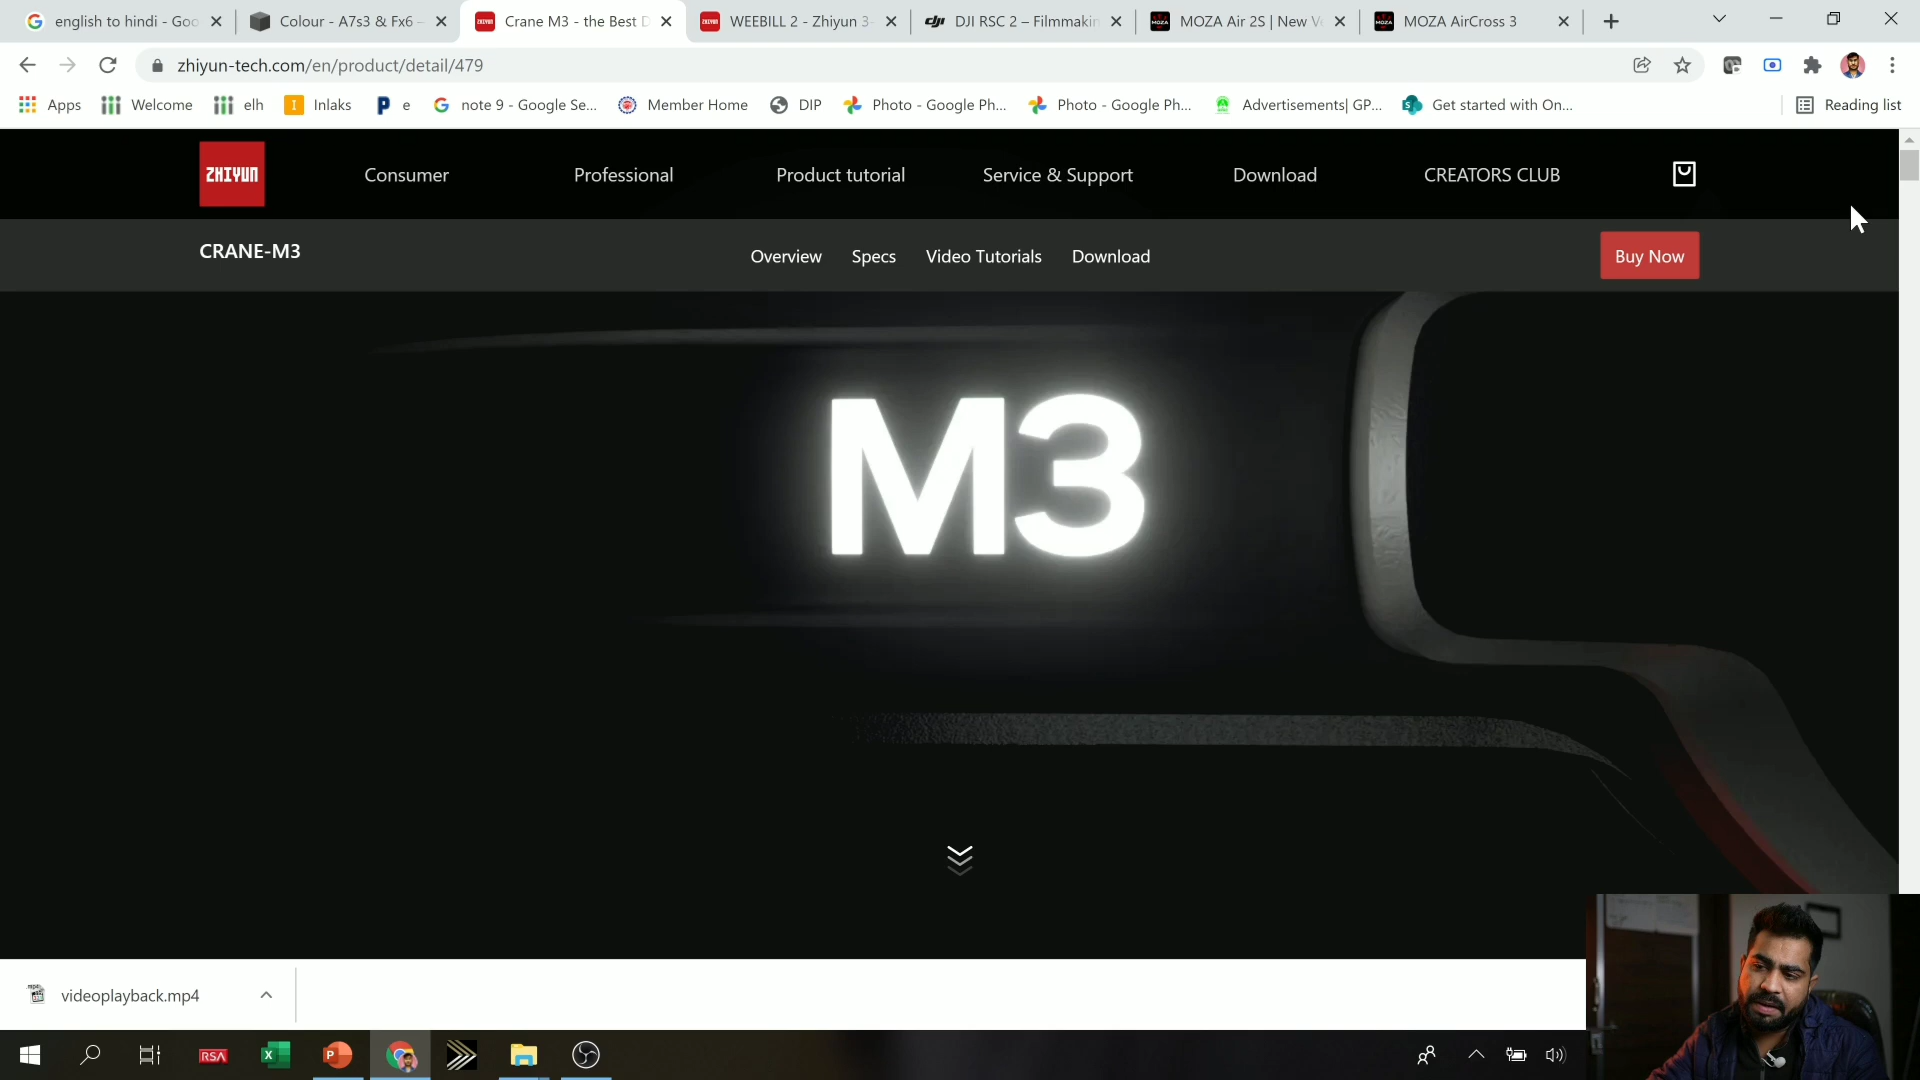 english to hindi - Goo
Colour - A7s3 & Fx6 –
Crane M3 - the Best D
WEEBILL 2 - Zhiyun 3-
DJI RSC 2 – Filmmakin
MOZA Air 2S | New Ve
MOZA AirCross 3
zhiyun-tech.com/en/product/detail/479
Apps
Welcome
elh
Inlaks
e
note 9 - Google Se...
Member Home
DIP
Photo - Google Ph...
Photo - Google Ph...
Advertisements| GP...
Get started with On...
Reading list
ZHIYUN
Consumer
Professional
Product tutorial
Service & Support
Download
CREATORS CLUB
CRANE-M3
Overview
Specs
Video Tutorials
Download
Buy Now
M3
videoplayback.mp4
RSA